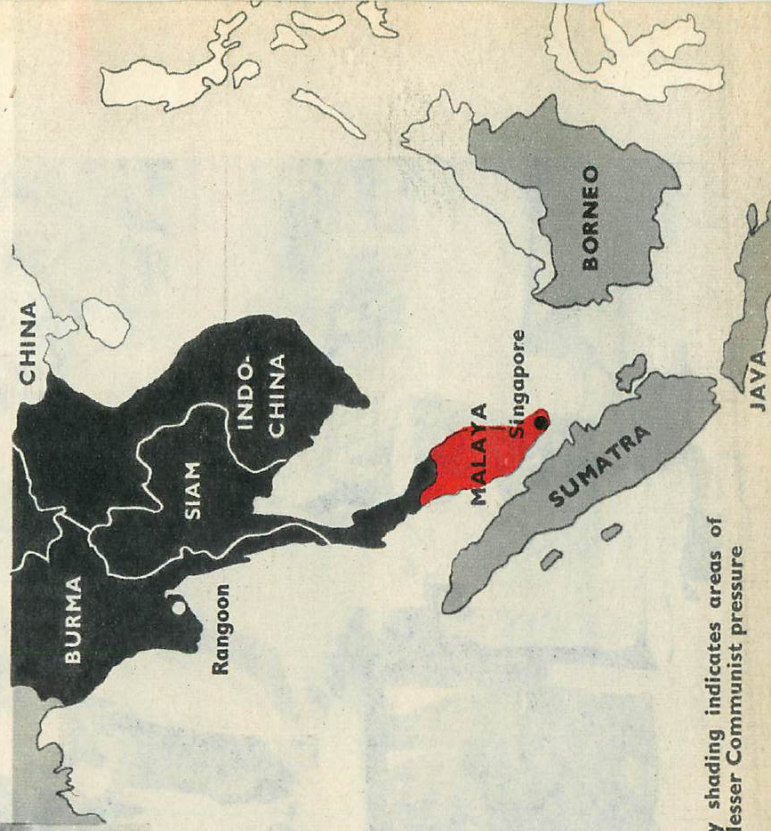 CHINA
BURMA
SIAM
Rangoon
INDO-
CHINA
MALAYA
Singapore
BORNEO
SUMATRA
y shading indicates areas of
lesser Communist pressure
JAVA